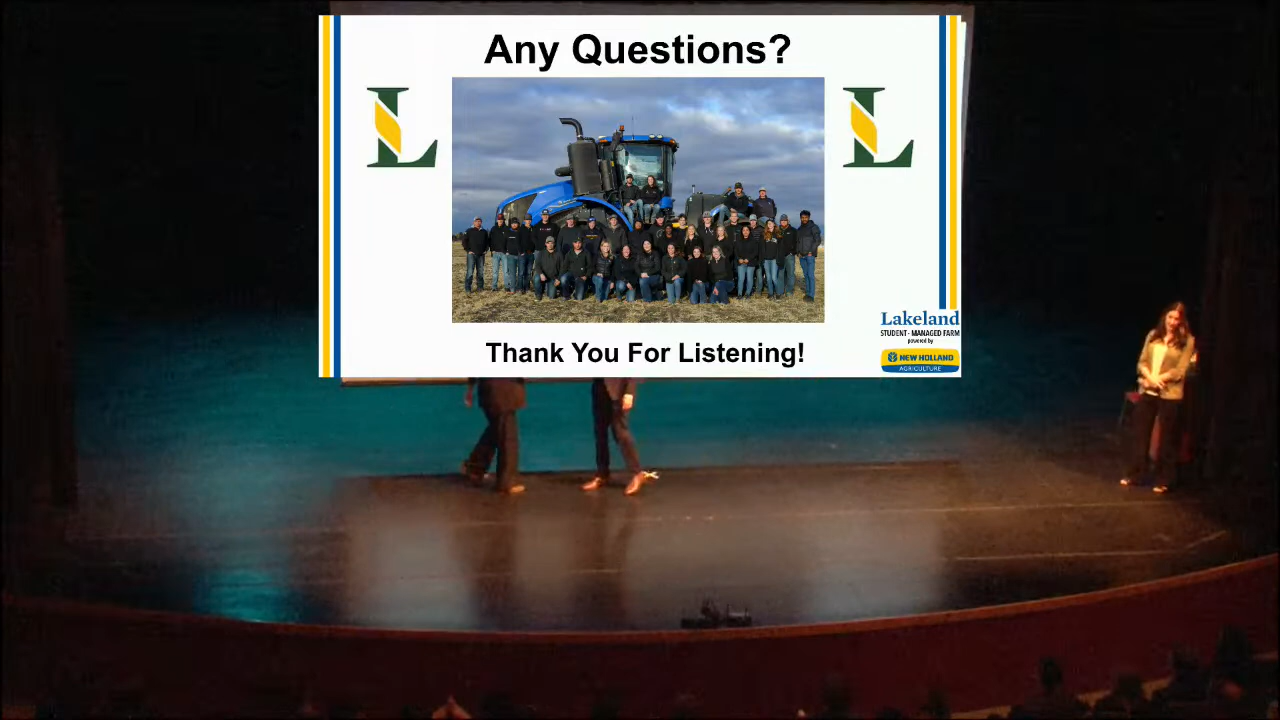 Any Questions?
L
L
Thank You For Listening!
Lakeland
STUDENT-MANAGED FARM
powered by
NEW HOLLAND
AGRICULTURE